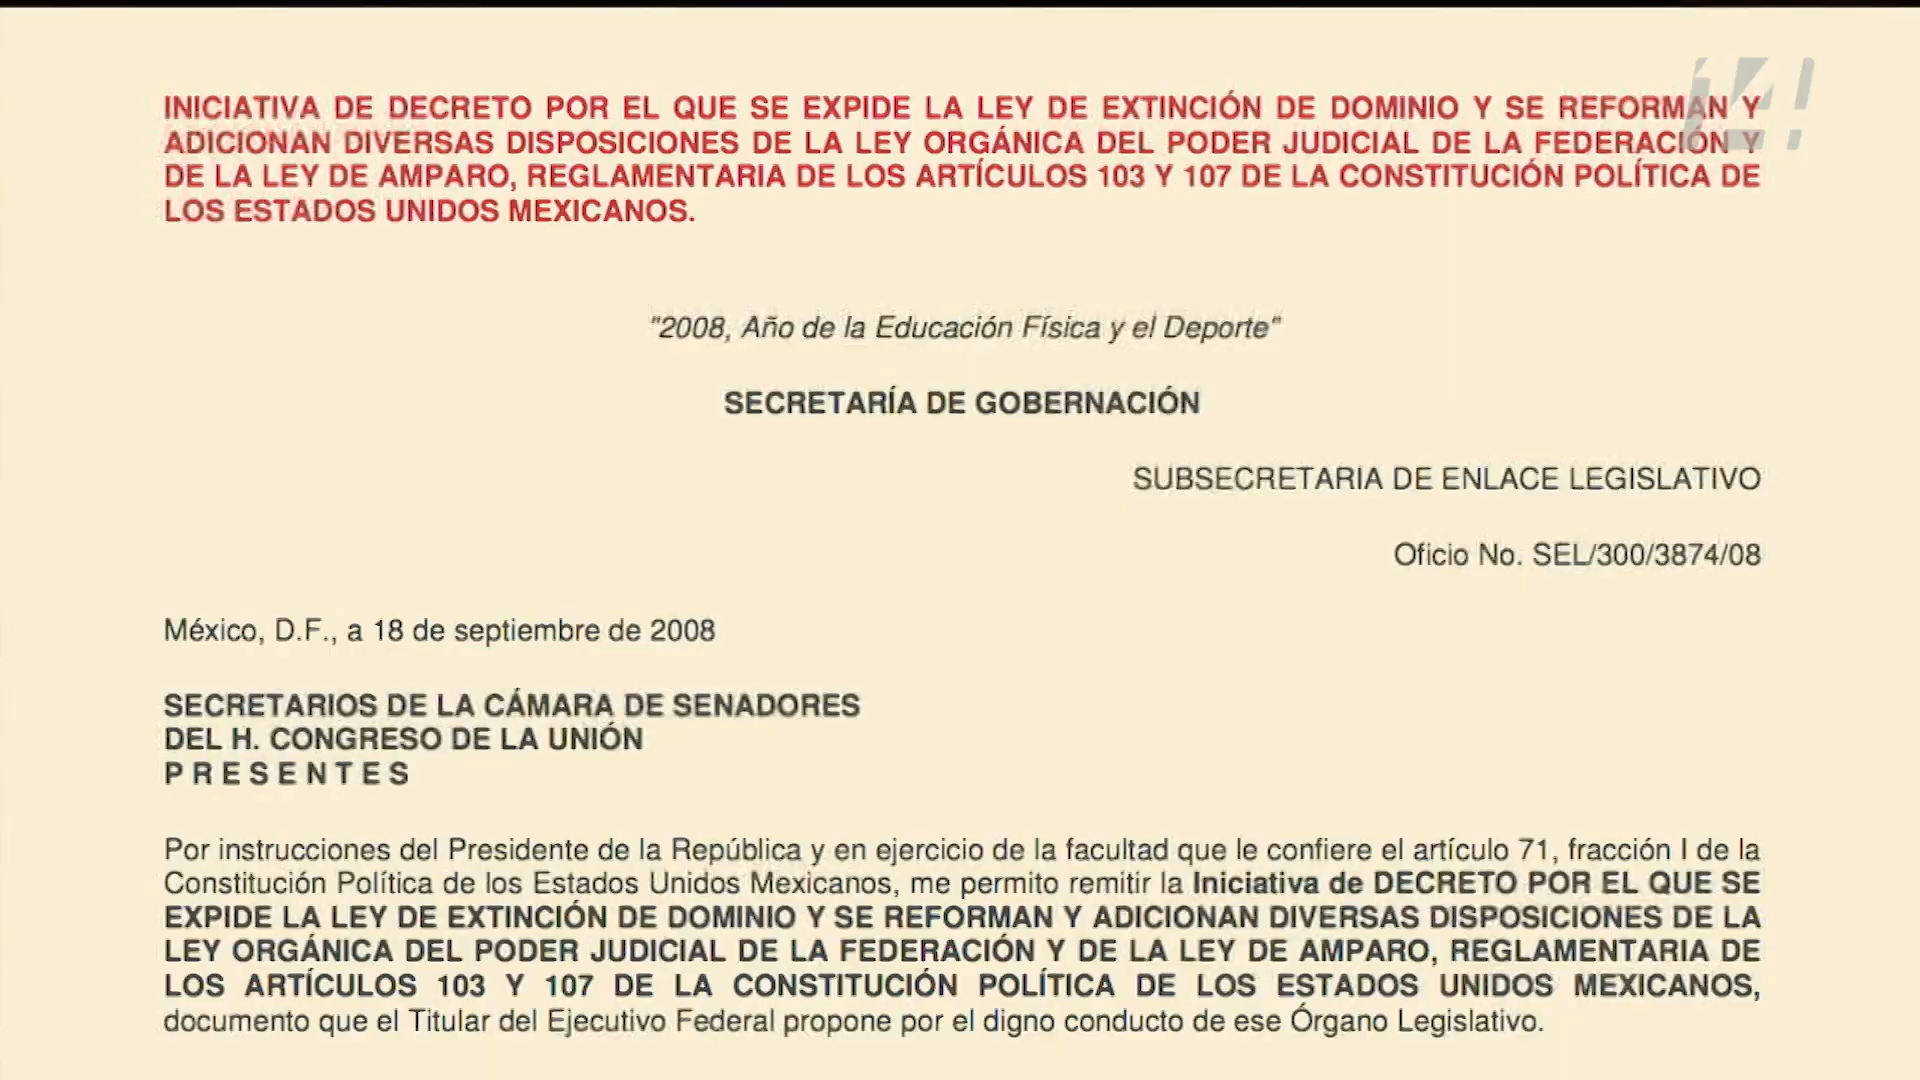 INICIATIVA DE DECRETO POR EL QUE SE EXPIDE LA LEY DE EXTINCIÓN DE DOMINIO Y SE REFORMAN Y
ADICIONAN DIVERSAS DISPOSICIONES DE LA LEY ORGÁNICA DEL PODER JUDICIAL DE LA FEDERACIÓN Y
DE LA LEY DE AMPARO, REGLAMENTARIA DE LOS ARTÍCULOS 103 Y 107 DE LA CONSTITUCIÓN POLÍTICA DE
LOS ESTADOS UNIDOS MEXICANOS.
"2008, Año de la Educación Física y el Deporte"
SECRETARÍA DE GOBERNACIÓN
SUBSECRETARIA DE ENLACE LEGISLATIVO
Oficio No. SEL/300/3874/08
México, D.F., a 18 de septiembre de 2008
SECRETARIOS DE LA CÁMARA DE SENADORES
DEL H. CONGRESO DE LA UNIÓN
P R E S E N T E S
Por instrucciones del Presidente de la República y en ejercicio de la facultad que le confiere el artículo 71, fracción I de la
Constitución Política de los Estados Unidos Mexicanos, me permito remitir la Iniciativa de DECRETO POR EL QUE SE
EXPIDE LA LEY DE EXTINCIÓN DE DOMINIO Y SE REFORMAN Y ADICIONAN DIVERSAS DISPOSICIONES DE LA
LEY ORGÁNICA DEL PODER JUDICIAL DE LA FEDERACIÓN Y DE LA LEY DE AMPARO, REGLAMENTARIA DE
LOS ARTÍCULOS 103 Y 107 DE LA CONSTITUCIÓN POLÍTICA DE LOS ESTADOS UNIDOS MEXICANOS,
documento que el Titular del Ejecutivo Federal propone por el digno conducto de ese Órgano Legislativo.